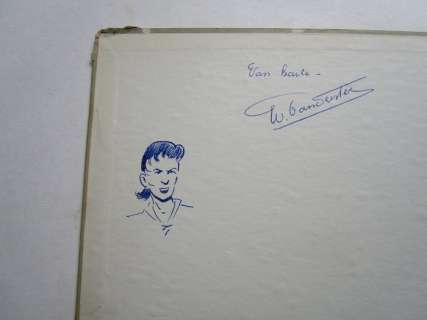 Van harte -
W. Vandersteen